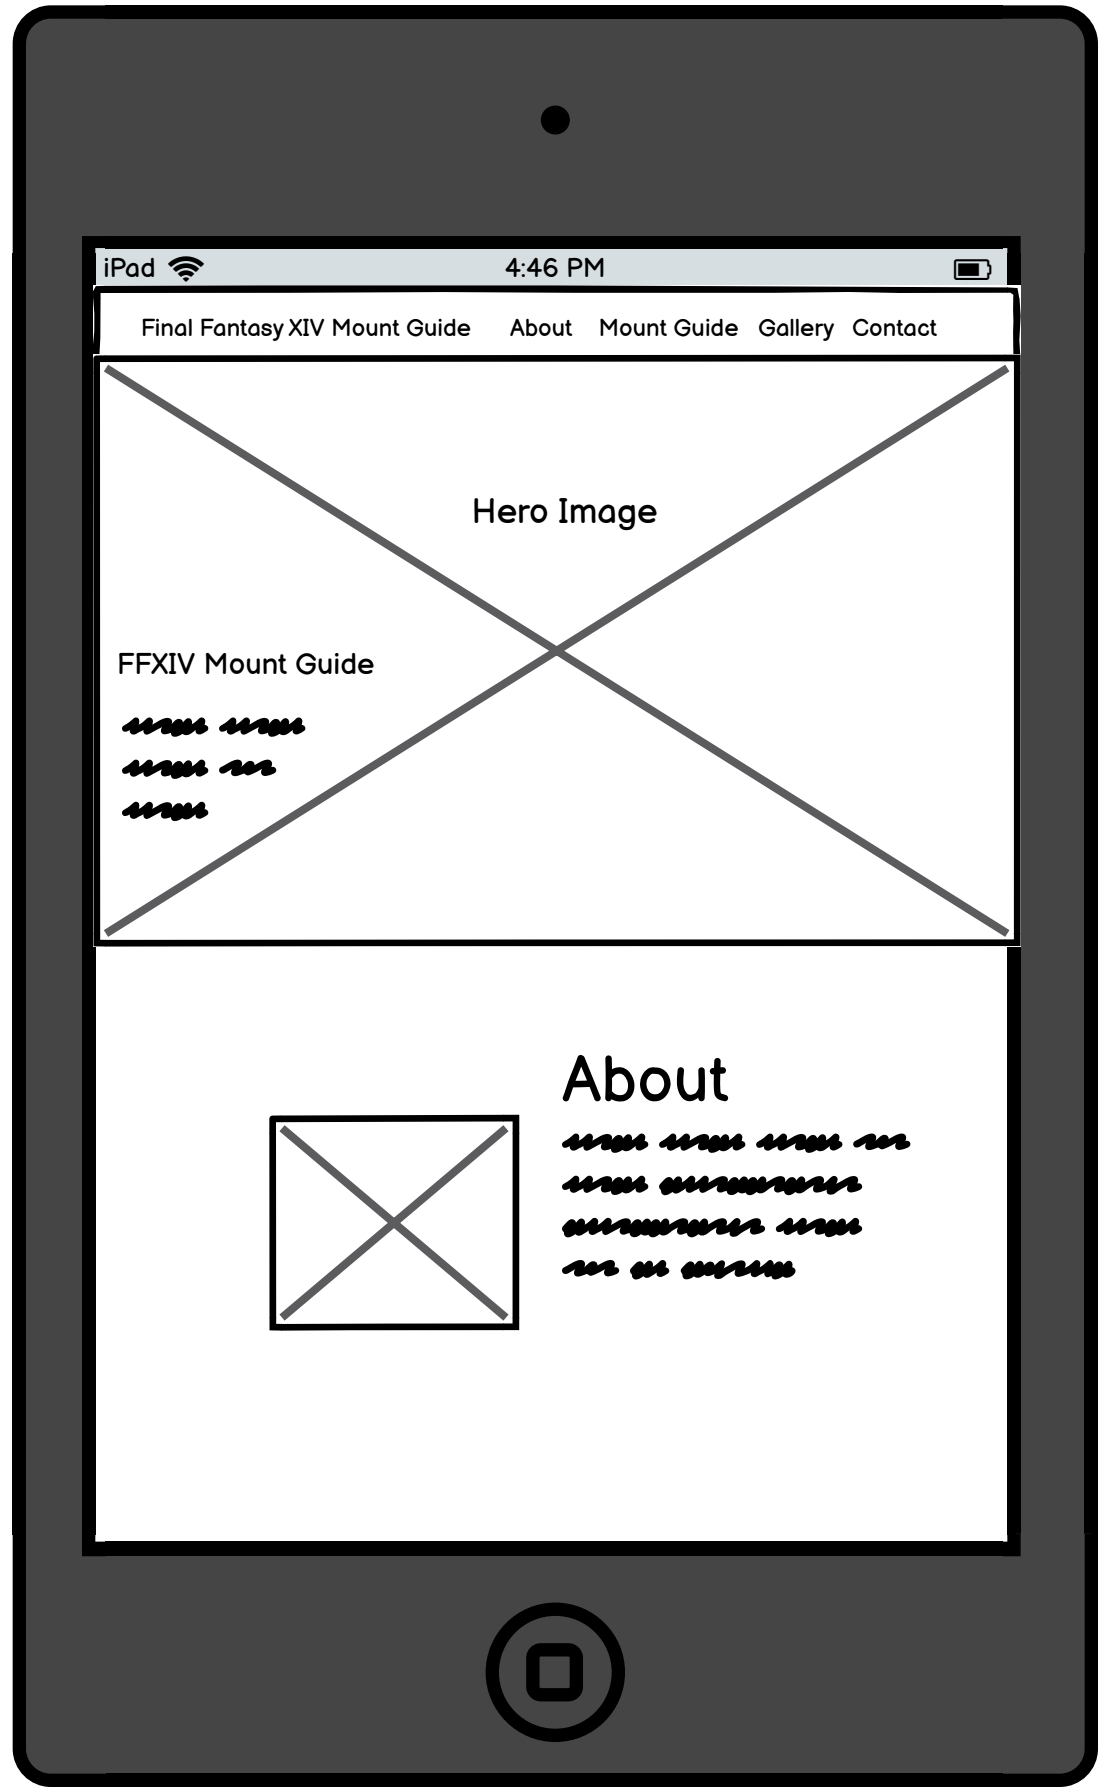 iPad 4:46 PM
Final Fantasy XIV Mount Guide About Mount Guide Gallery Contact
Hero Image
FFXIV Mount Guide
About